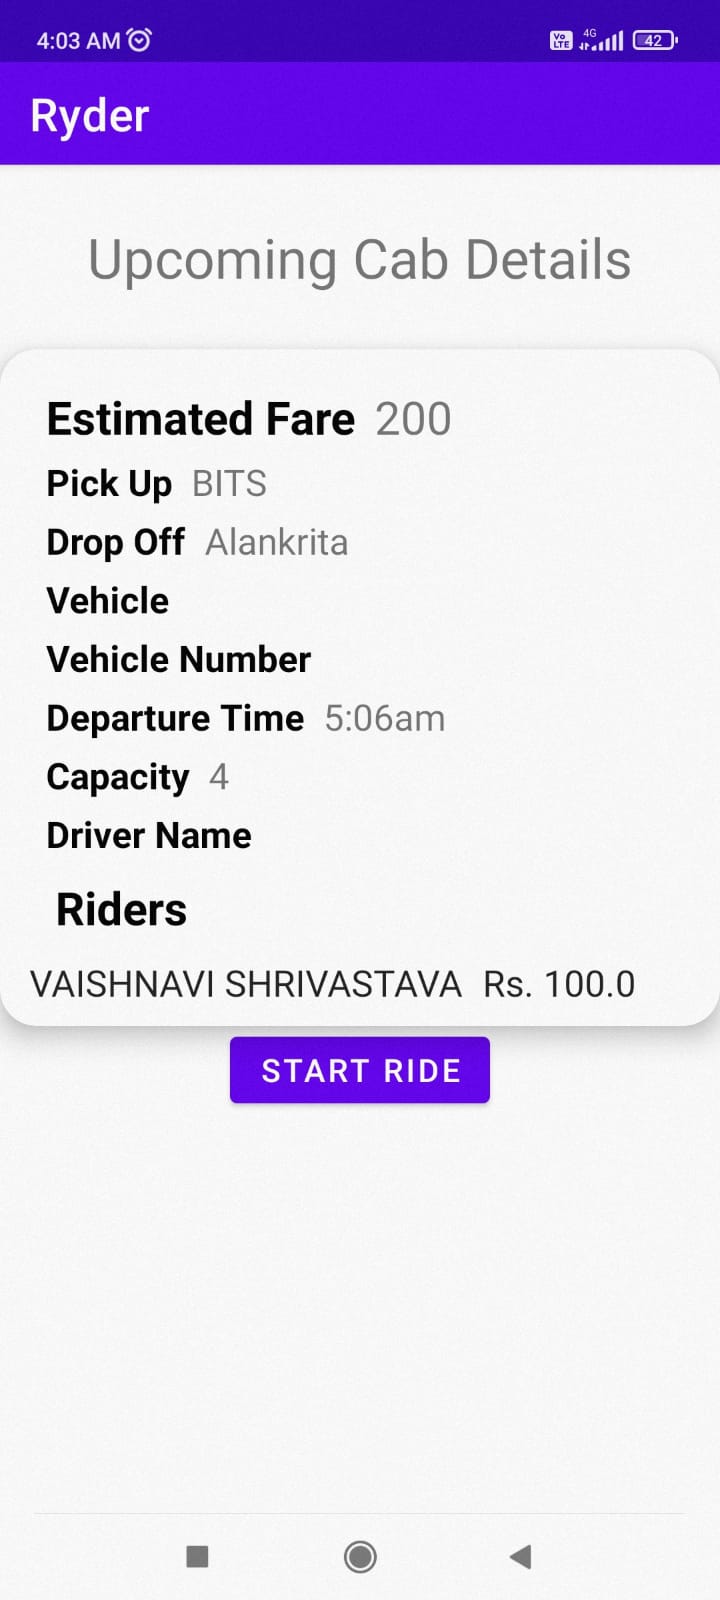 4:03 AM
Vo LTE 4G 42
Ryder
Upcoming Cab Details
Estimated Fare 200
Pick Up BITS
Drop Off Alankrita
Vehicle
Vehicle Number
Departure Time 5:06am
Capacity 4
Driver Name
Riders
VAISHNAVI SHRIVASTAVA Rs. 100.0
START RIDE